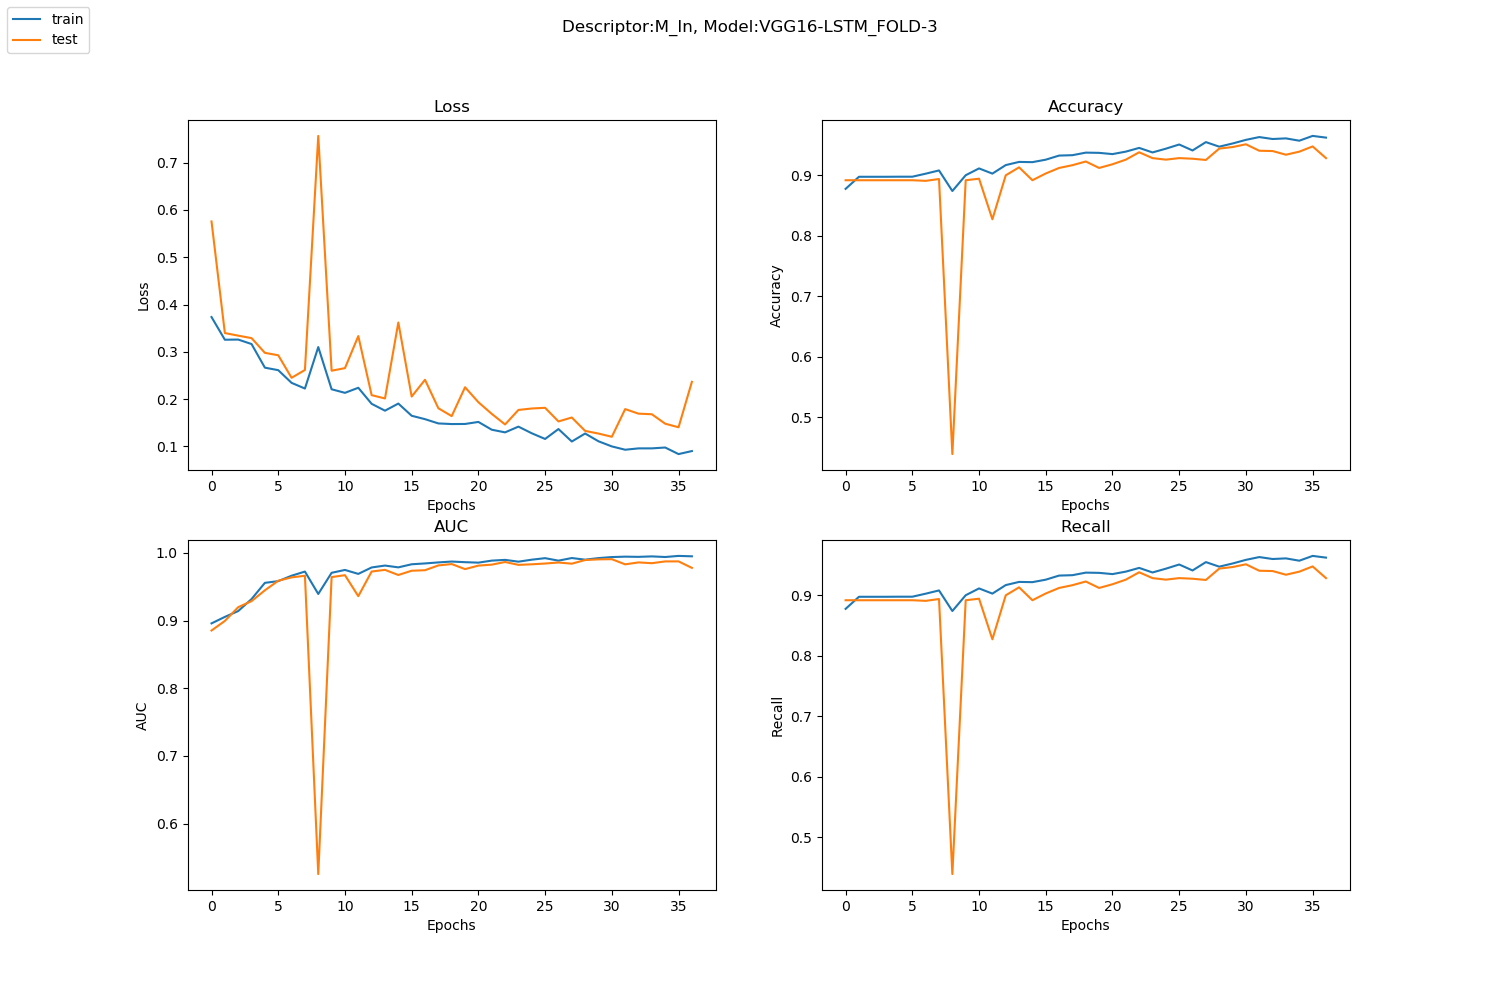 train
test
Descriptor:M_In, Model:VGG16-LSTM_FOLD-3
Loss
Loss
0.7
0.6
0.5
0.4
0.3
0.2
0.1
0 5 10 15 20 25 30 35
Epochs
Accuracy
Accuracy
0.9
0.8
0.7
0.6
0.5
0 5 10 15 20 25 30 35
Epochs
AUC
AUC
1.0
0.9
0.8
0.7
0.6
0 5 10 15 20 25 30 35
Epochs
Recall
Recall
0.9
0.8
0.7
0.6
0.5
0 5 10 15 20 25 30 35
Epochs